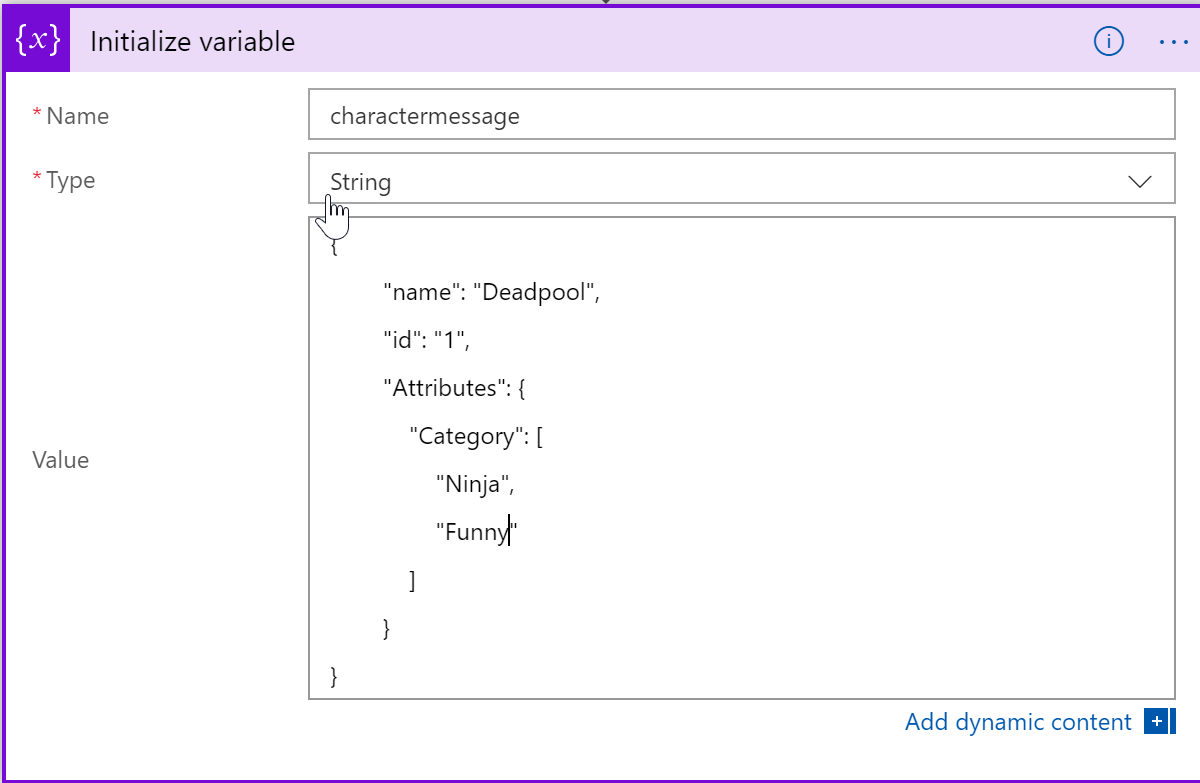 {x} Initialize variable
* Name
charactermessage
* Type
String
Value
{
"name": "Deadpool",
"id": "1",
"Attributes": {
"Category": [
"Ninja",
"Funny"
]
}
}
Add dynamic content